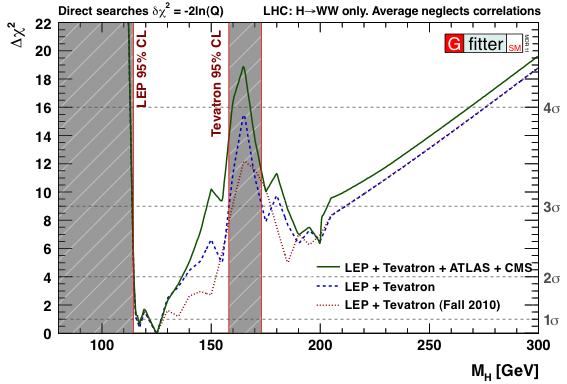 Direct searches δχ² = -2ln(Q) LHC: H→WW only. Average neglects correlations
Δχ²
22
20
18
16
14
12
10
8
6
4
2
0
LEP 95% CL
Tevatron 95% CL
G fitter SM
MAR 11
4σ
3σ
2σ
1σ
LEP + Tevatron + ATLAS + CMS
LEP + Tevatron
LEP + Tevatron (Fall 2010)
100 150 200 250 300
M_H [GeV]